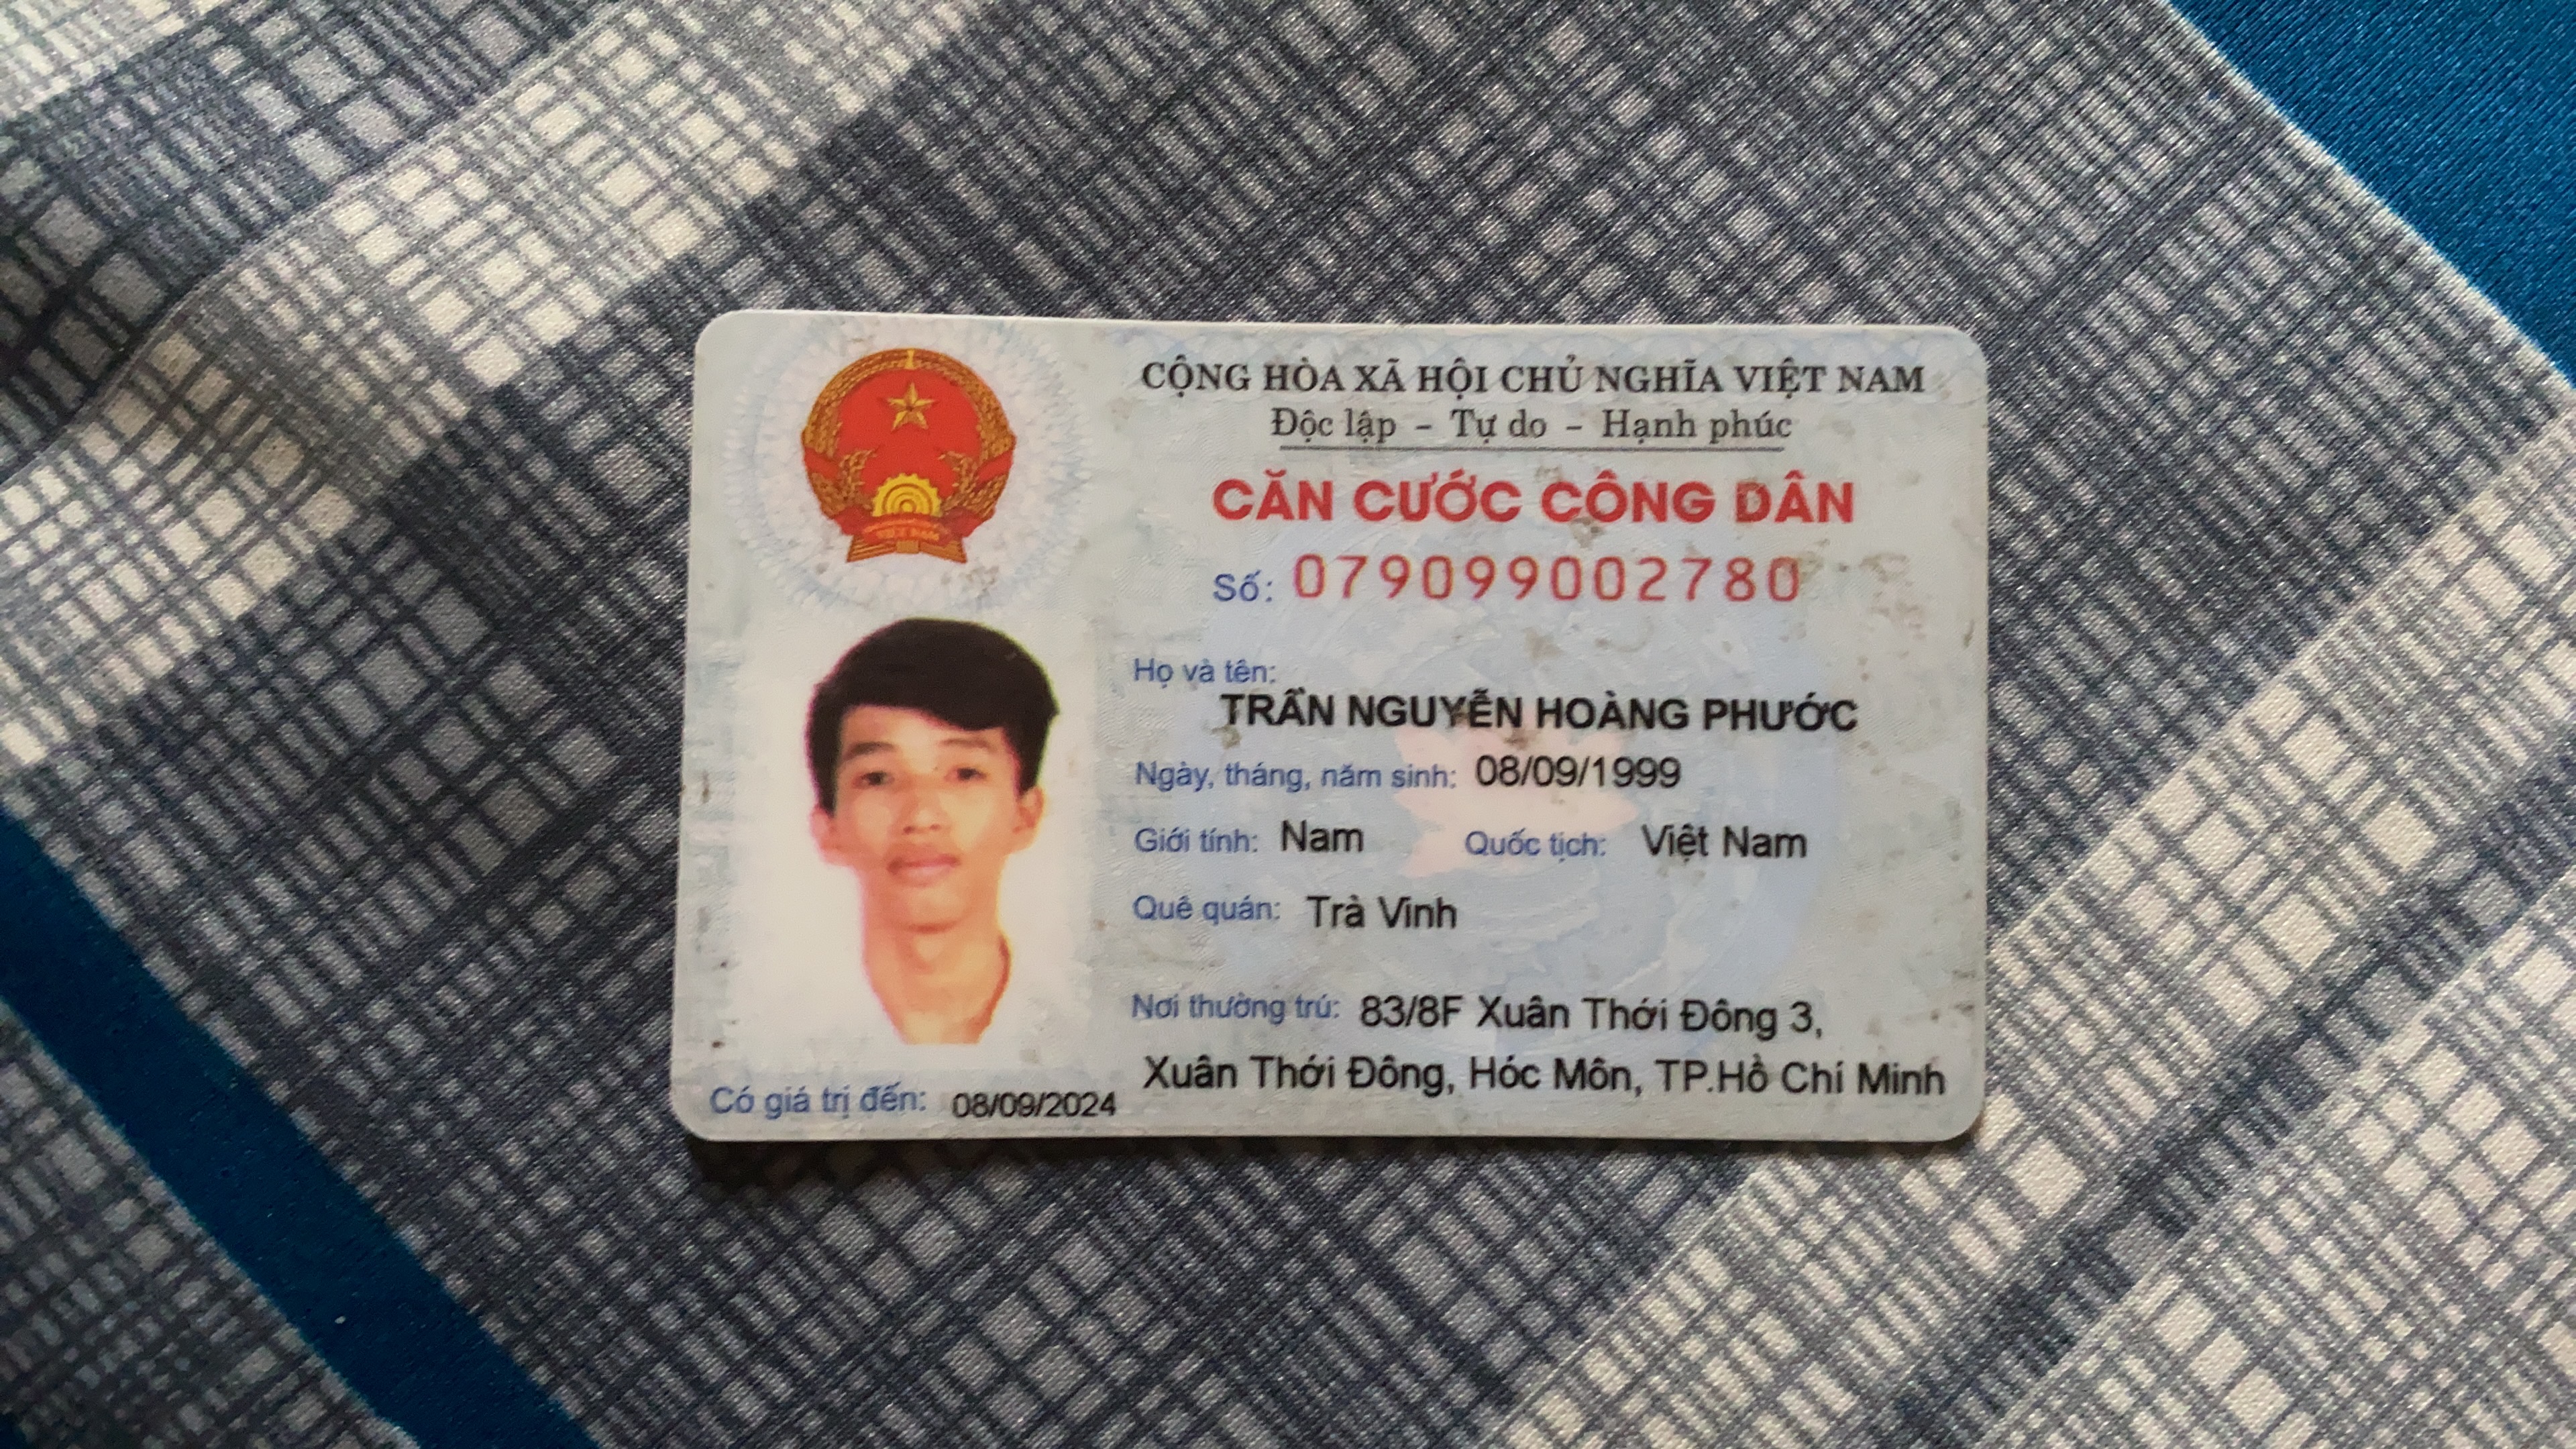 CỘNG HÒA XÃ HỘI CHỦ NGHĨA VIỆT NAM
Độc lập - Tự do - Hạnh phúc
CĂN CƯỚC CÔNG DÂN
Số: 079099002780
Họ và tên:
TRẦN NGUYỄN HOÀNG PHƯỚC
Ngày, tháng, năm sinh: 08/09/1999
Giới tính: Nam Quốc tịch: Việt Nam
Quê quán: Trà Vinh
Nơi thường trú: 83/8F Xuân Thới Đông 3,
Xuân Thới Đông, Hóc Môn, TP.Hồ Chí Minh
Có giá trị đến: 08/09/2024
VIỆT NAM